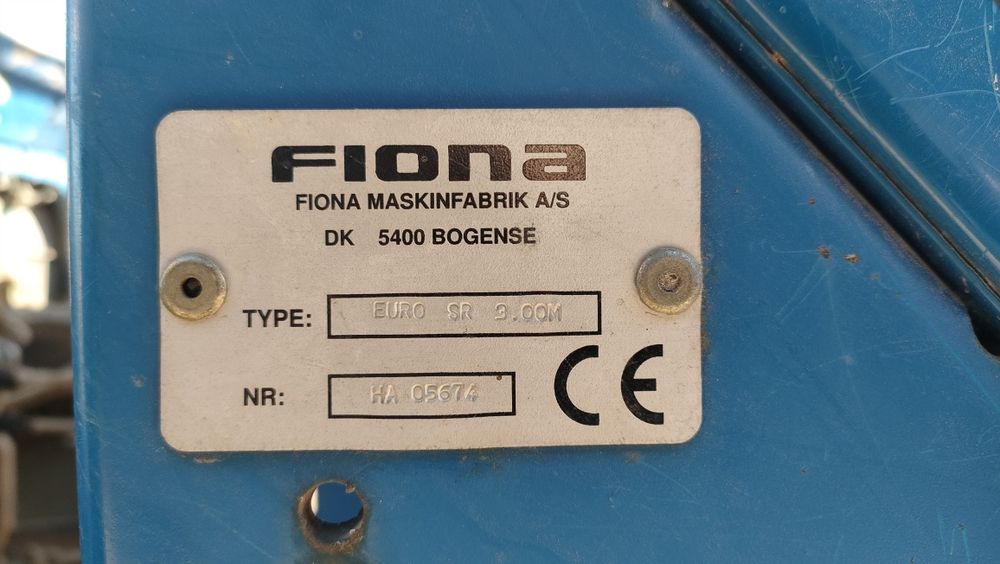 FIONA
FIONA MASKINFABRIK A/S
DK 5400 BOGENSE
TYPE: EURO SR 3.00M
NR: HA 05674
CE